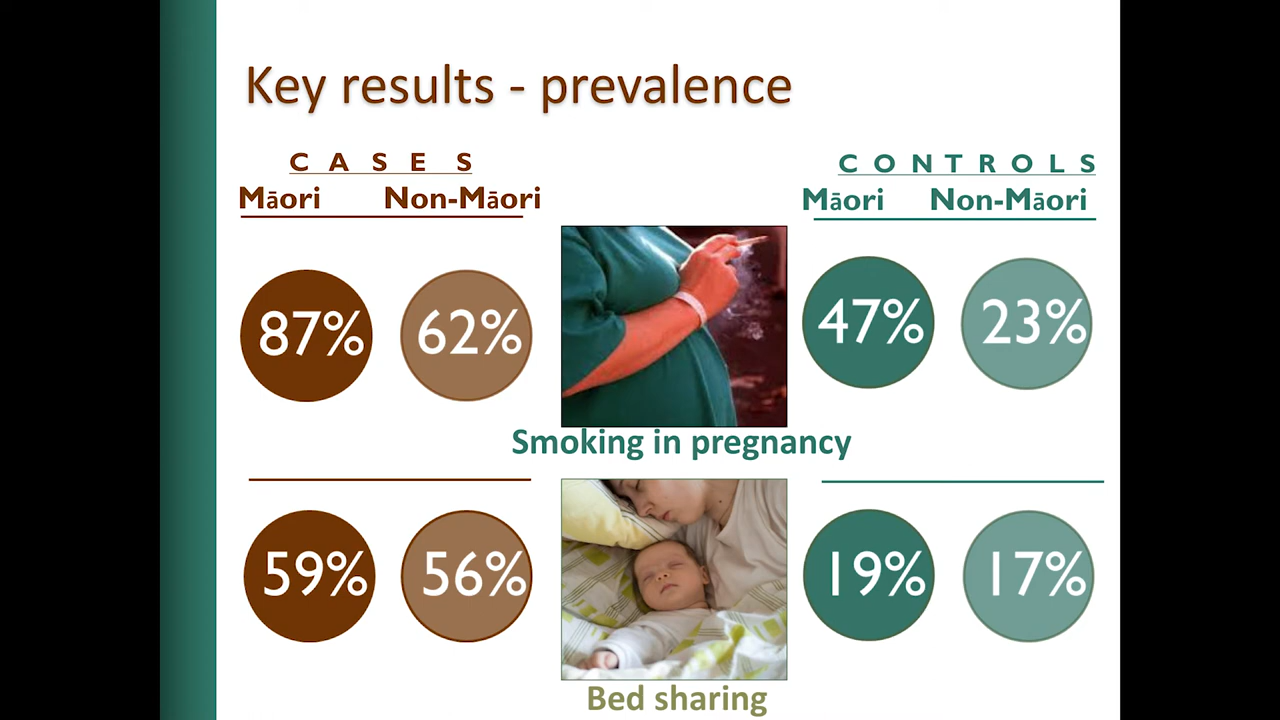 Key results - prevalence
CASES
Māori Non-Māori
CONTROLS
Māori Non-Māori
87% 62%
47% 23%
Smoking in pregnancy
59% 56%
19% 17%
Bed sharing